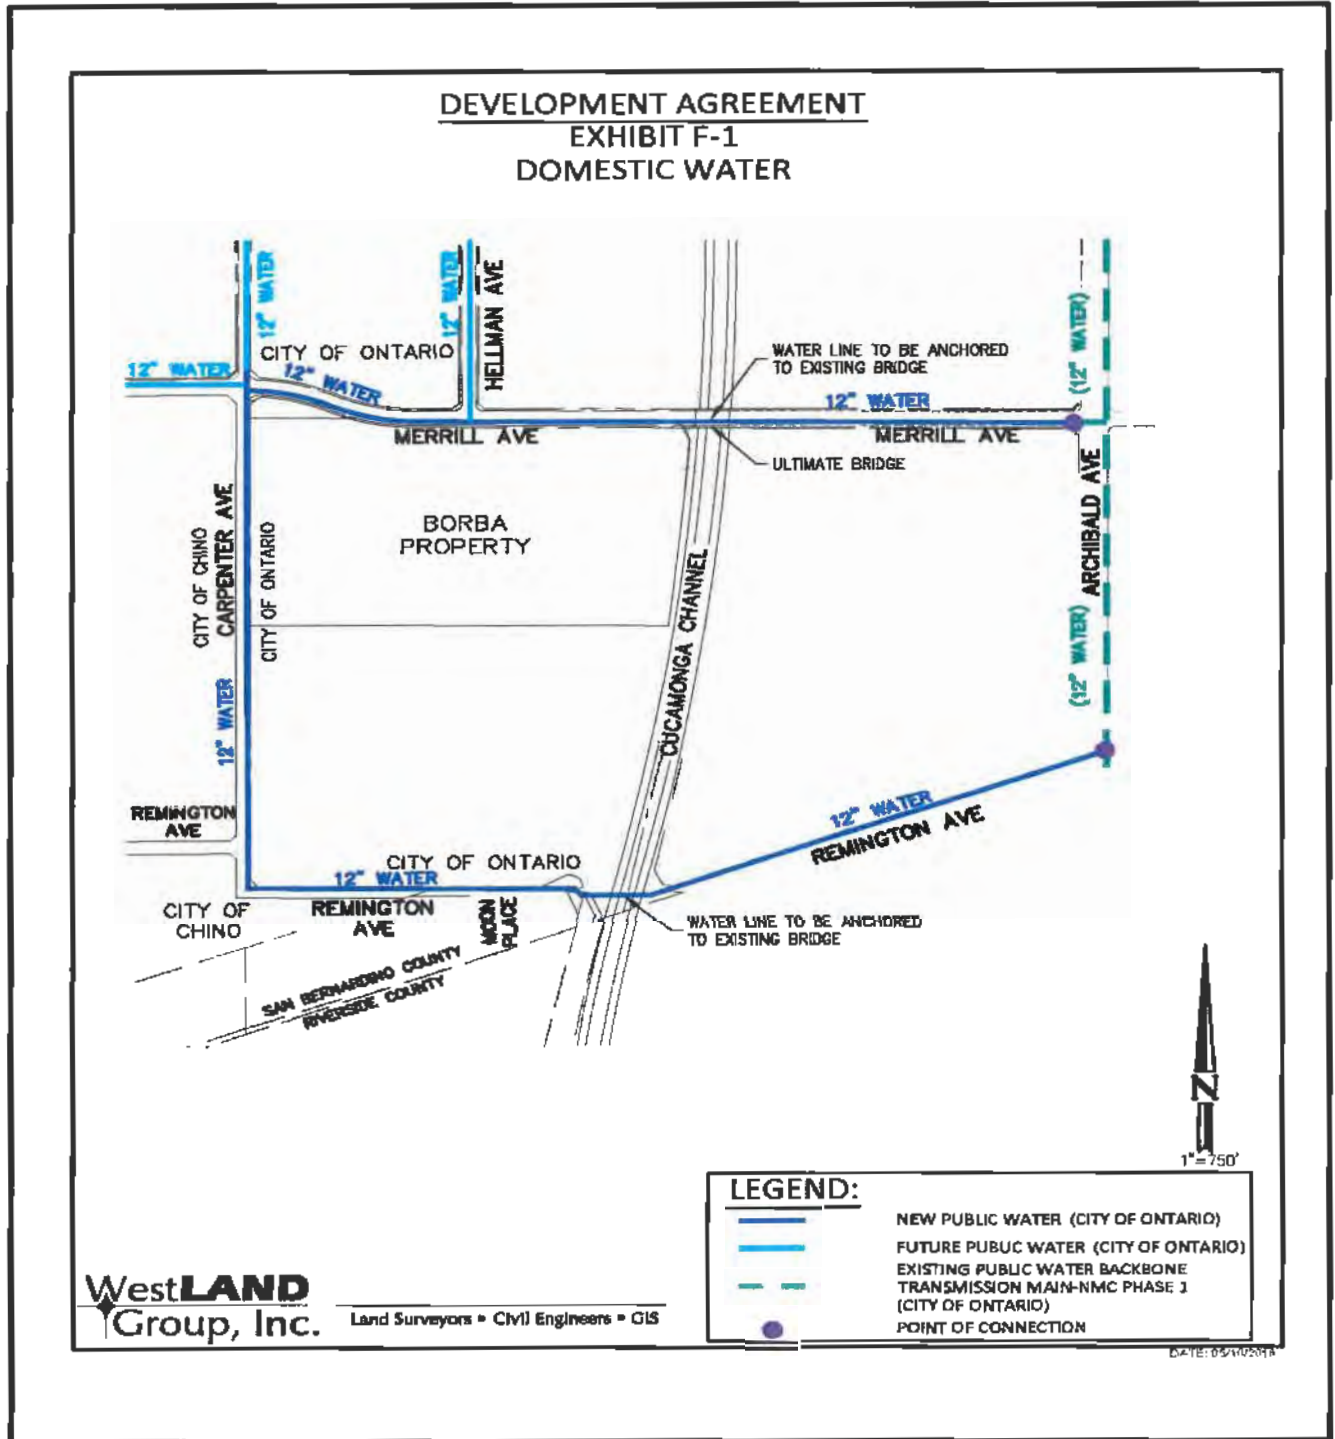 DEVELOPMENT AGREEMENT
EXHIBIT F-1
DOMESTIC WATER
12" WATER
12" WATER
HELLMAN AVE
(12" WATER)
CITY OF ONTARIO
WATER LINE TO BE ANCHORED
TO EXISTING BRIDGE
12" WATER
12" WATER
12" WATER
MERRILL AVE
MERRILL AVE
ULTIMATE BRIDGE
ARCHIBALD AVE
CITY OF CHINO
CARPENTER AVE
CITY OF ONTARIO
BORBA
PROPERTY
CUCAMONGA CHANNEL
(12" WATER)
12" WATER
REMINGTON
AVE
12" WATER
REMINGTON AVE
CITY OF ONTARIO
12" WATER
CITY OF
CHINO
REMINGTON
AVE
MOON
PLACE
WATER LINE TO BE ANCHORED
TO EXISTING BRIDGE
SAN BERNARDINO COUNTY
RIVERSIDE COUNTY
N
1"=750'
LEGEND:
NEW PUBLIC WATER (CITY OF ONTARIO)
FUTURE PUBLIC WATER (CITY OF ONTARIO)
EXISTING PUBLIC WATER BACKBONE
TRANSMISSION MAIN-NMC PHASE 1
(CITY OF ONTARIO)
POINT OF CONNECTION
WestLAND
Group, Inc.
Land Surveyors • Civil Engineers • GIS
DATE: